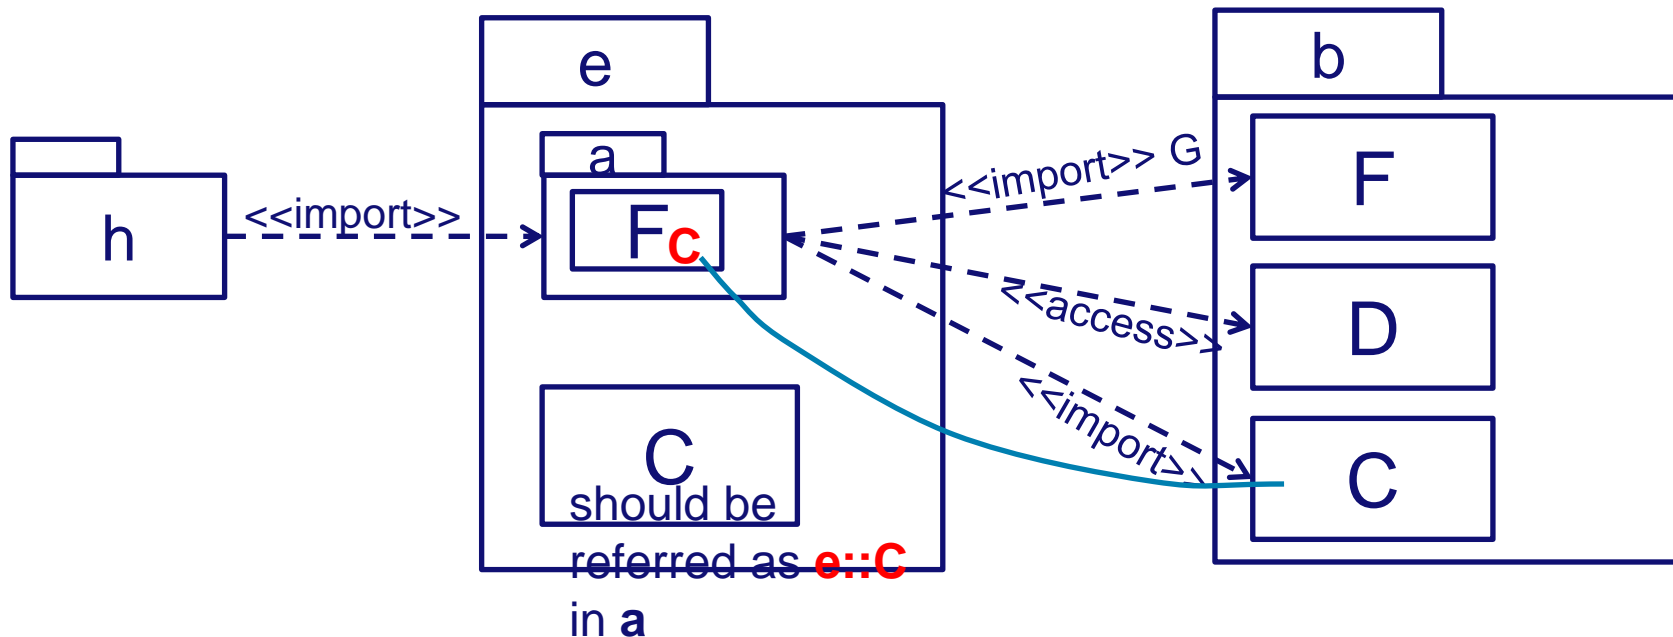 h
<<import>>
e
a
FC
C
should be
referred as e::C
in a
<<import>> G
<<access>>
<<import>>
b
F
D
C